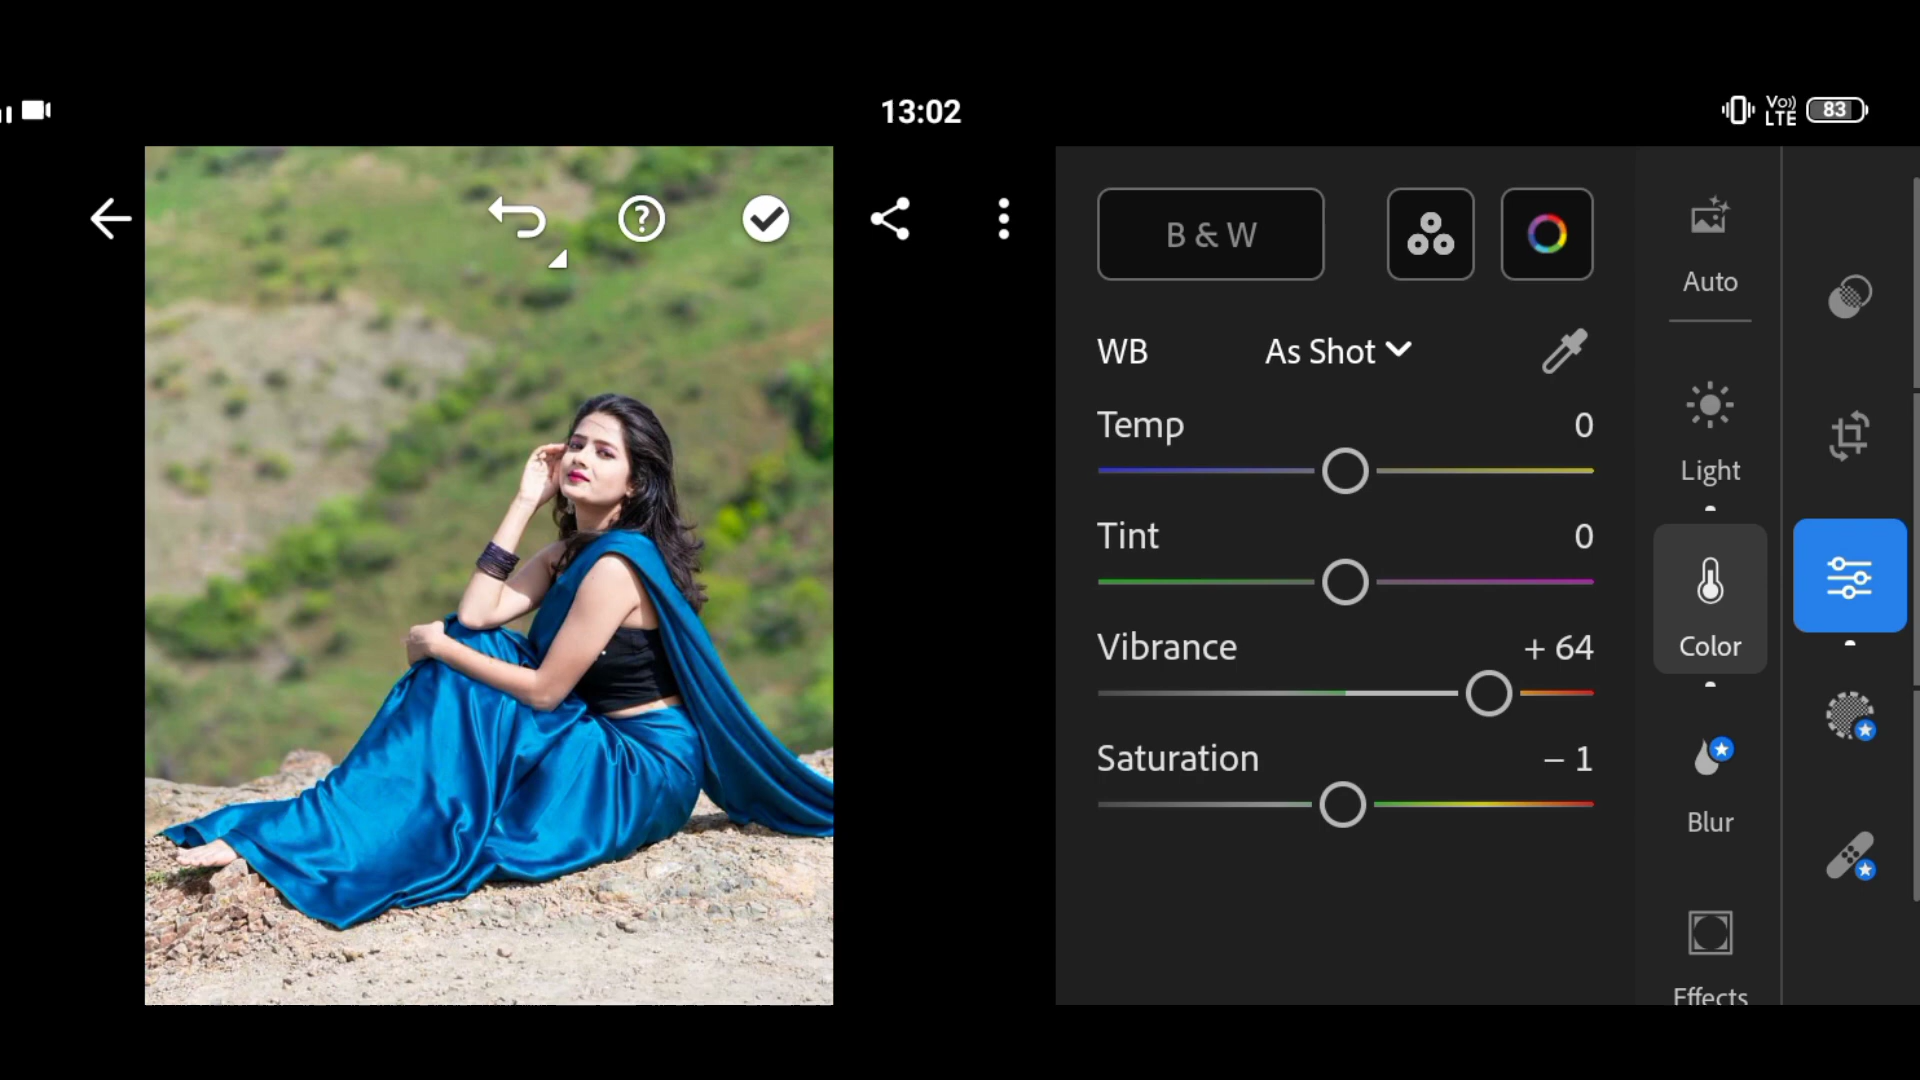 13:02
Vo))
LTE
83
B & W
WB
As Shot
Temp
0
Tint
0
Vibrance
+ 64
Saturation
– 1
Auto
Light
Color
Blur
Effects